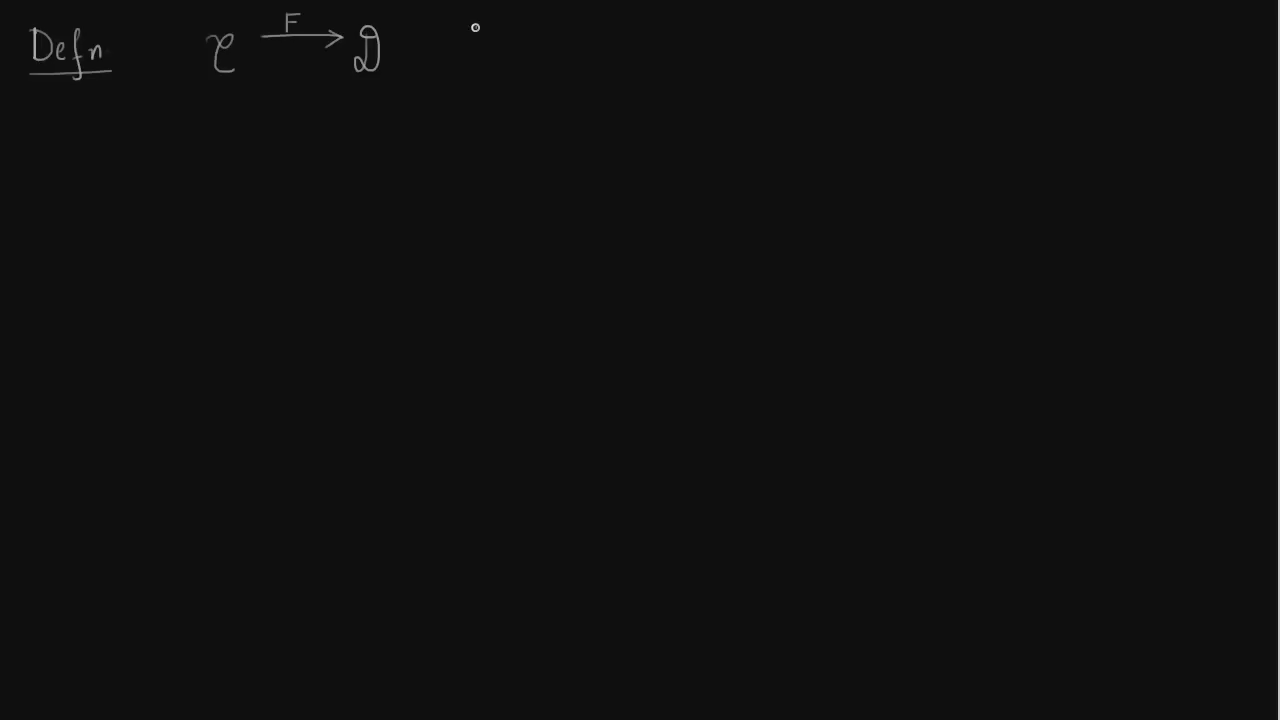 Defn 𝒞 —F→ 𝒟